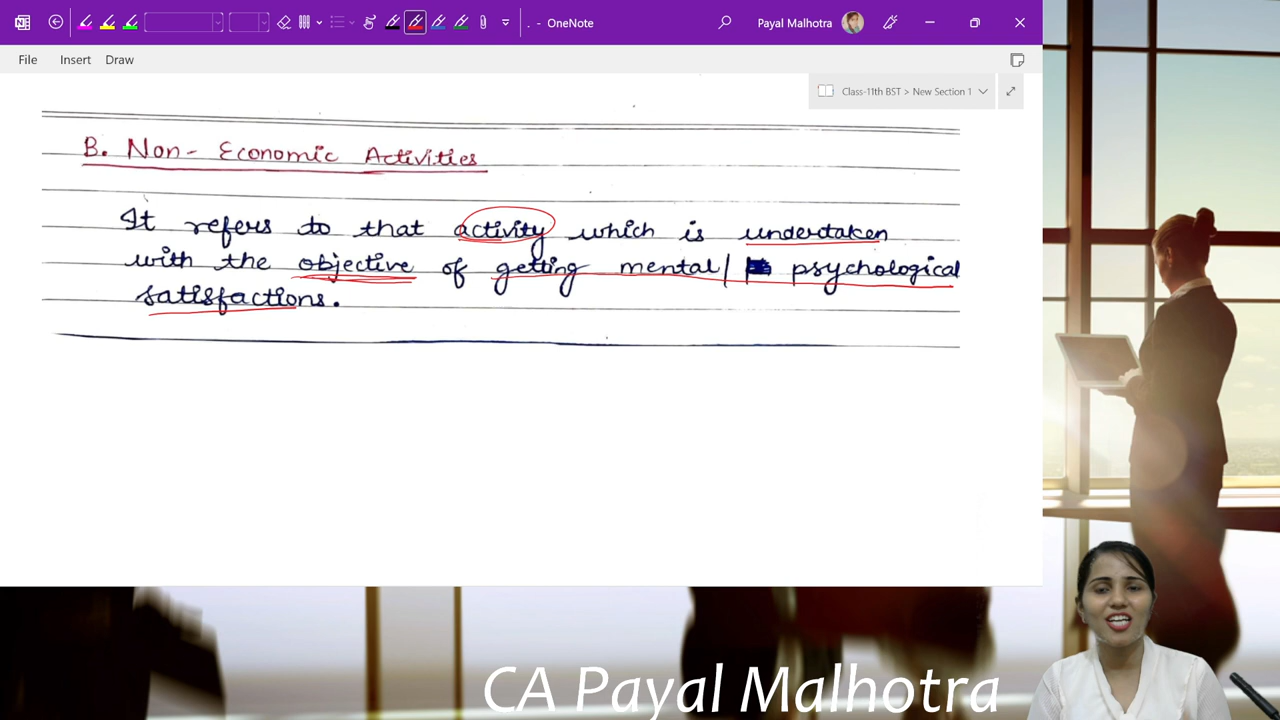 . - OneNote
Payal Malhotra
File Insert Draw
Class-11th BST > New Section 1
B. Non- Economic Activities
It refers to that activity which is undertaken
with the objective of getting mental/ psychological
satisfactions.
CA Payal Malhotra